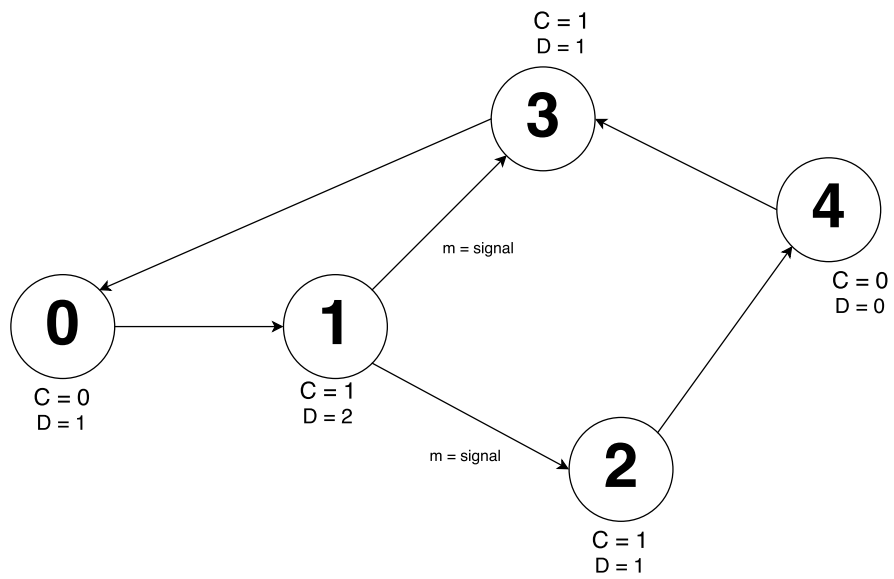 C = 1
D = 1
3
4
m = signal
C = 0
D = 0
0
1
C = 0
D = 1
C = 1
D = 2
m = signal
2
C = 1
D = 1